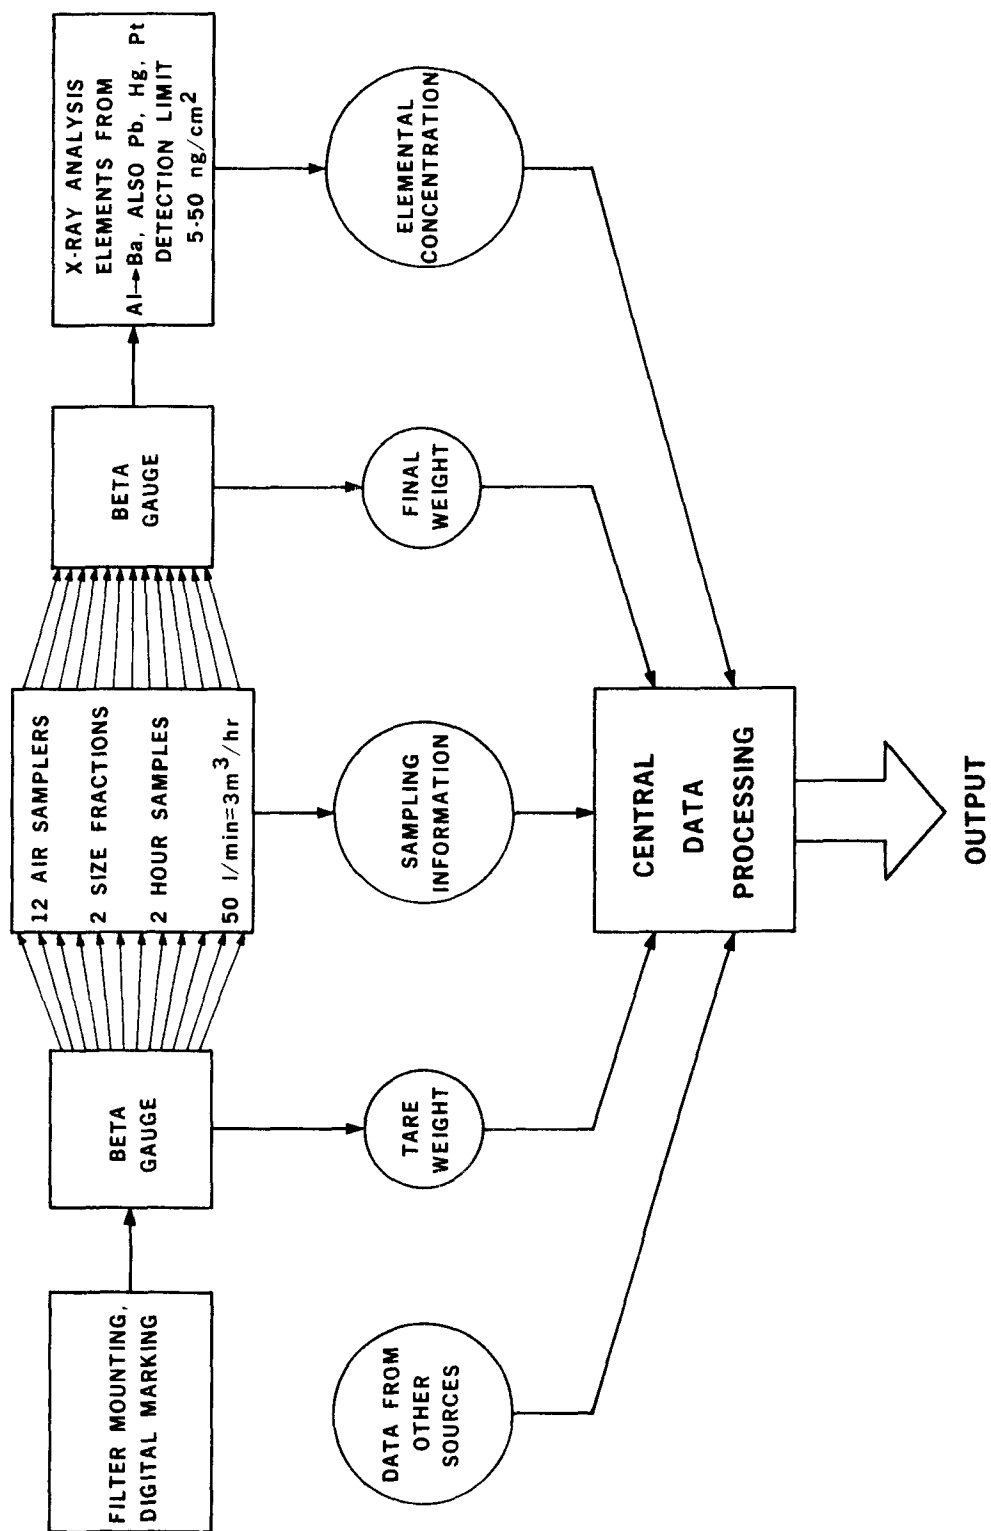 FILTER MOUNTING,
DIGITAL MARKING
BETA
GAUGE
12 AIR SAMPLERS
2 SIZE FRACTIONS
2 HOUR SAMPLES
50 l/min=3m³/hr
BETA
GAUGE
X-RAY ANALYSIS
ELEMENTS FROM
Al→Ba, ALSO Pb, Hg, Pt
DETECTION LIMIT
5-50 ng/cm²
DATA FROM
OTHER
SOURCES
TARE
WEIGHT
SAMPLING
INFORMATION
FINAL
WEIGHT
ELEMENTAL
CONCENTRATION
CENTRAL
DATA
PROCESSING
OUTPUT